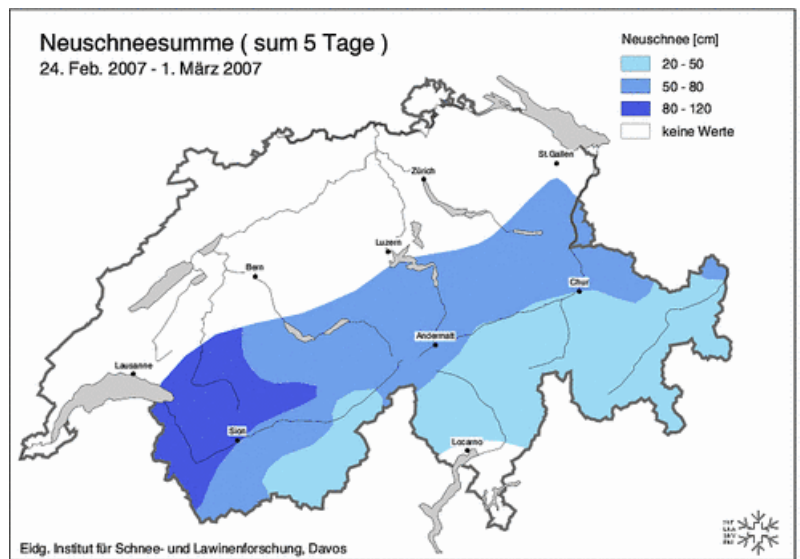 Neuschneesumme ( sum 5 Tage )
24. Feb. 2007 - 1. März 2007
Neuschnee [cm]
20 - 50
50 - 80
80 - 120
keine Werte
St.Gallen
Zürich
Luzern
Bern
Chur
Andermatt
Lausanne
Sion
Locarno
Eidg. Institut für Schnee- und Lawinenforschung, Davos